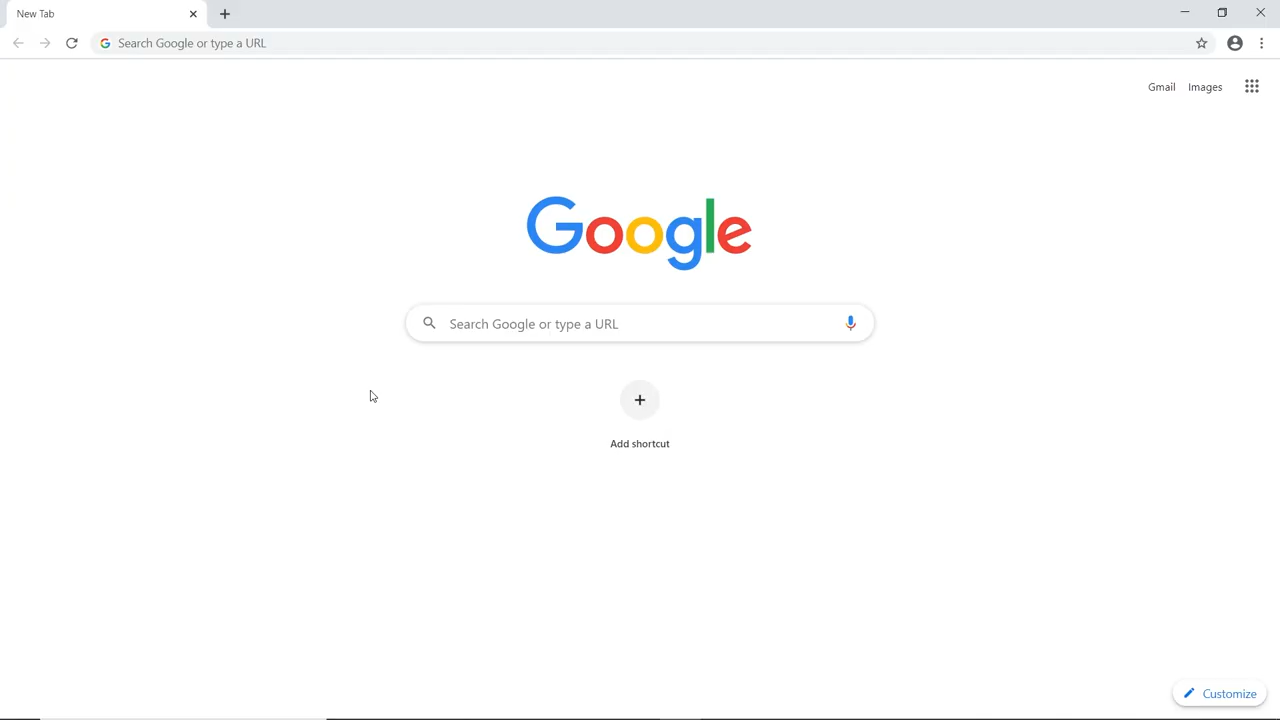 New Tab
Search Google or type a URL
Gmail Images
Google
Search Google or type a URL
Add shortcut
Customize